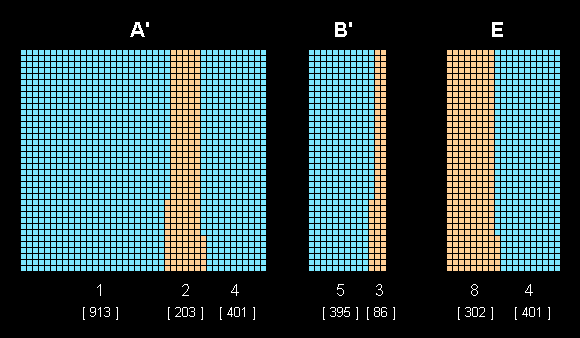 A' B' E
1 2 4 5 3 8 4
[ 913 ] [ 203 ] [ 401 ] [ 395 ] [ 86 ] [ 302 ] [ 401 ]